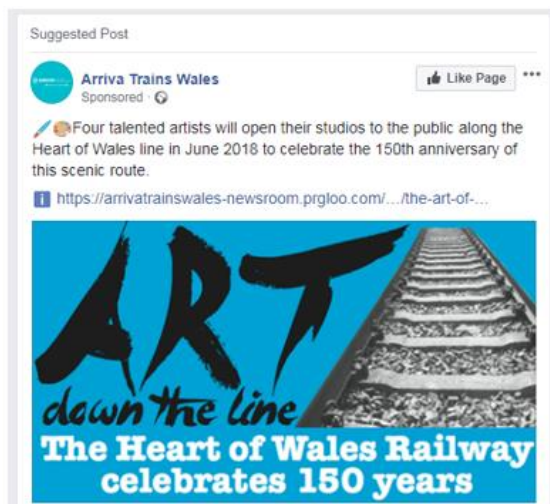 Suggested Post
Arriva Trains Wales
Like Page
Sponsored
Four talented artists will open their studios to the public along the
Heart of Wales line in June 2018 to celebrate the 150th anniversary of
this scenic route.
https://arrivatrainswales-newsroom.prgloo.com/.../the-art-of-...
ART
down the line
The Heart of Wales Railway
celebrates 150 years